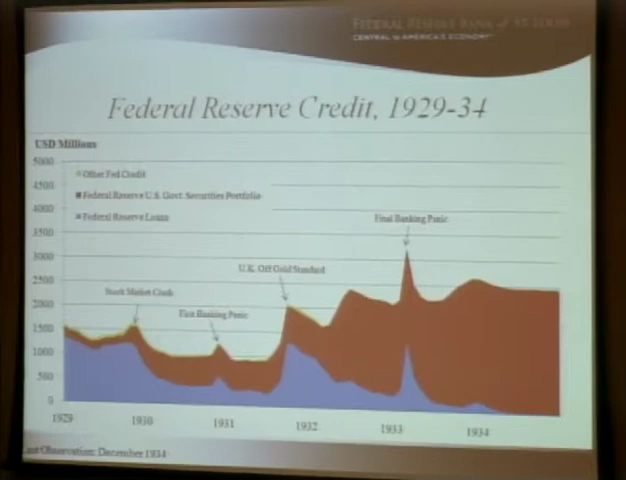 FEDERAL RESERVE BANK of ST. LOUIS
CENTRAL to AMERICA'S ECONOMY
Federal Reserve Credit, 1929-34
USD Millions
5000
4500
4000
3500
3000
2500
2000
1500
1000
500
0
Other Fed Credit
Federal Reserve U.S. Govt. Securities Portfolio
Federal Reserve Loans
Final Banking Panic
U.K. Off Gold Standard
Stock Market Crash
First Banking Panic
1929 1930 1931 1932 1933 1934
Observation: December 1934